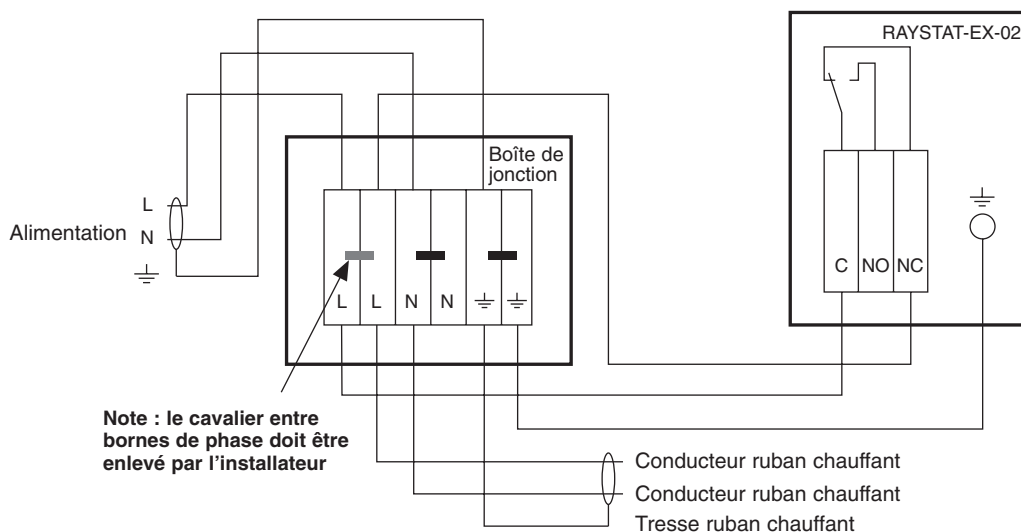 RAYSTAT-EX-02
Boîte de
jonction
L
Alimentation N
C NO NC
L L N N
Note : le cavalier entre
bornes de phase doit être
enlevé par l'installateur
Conducteur ruban chauffant
Conducteur ruban chauffant
Tresse ruban chauffant